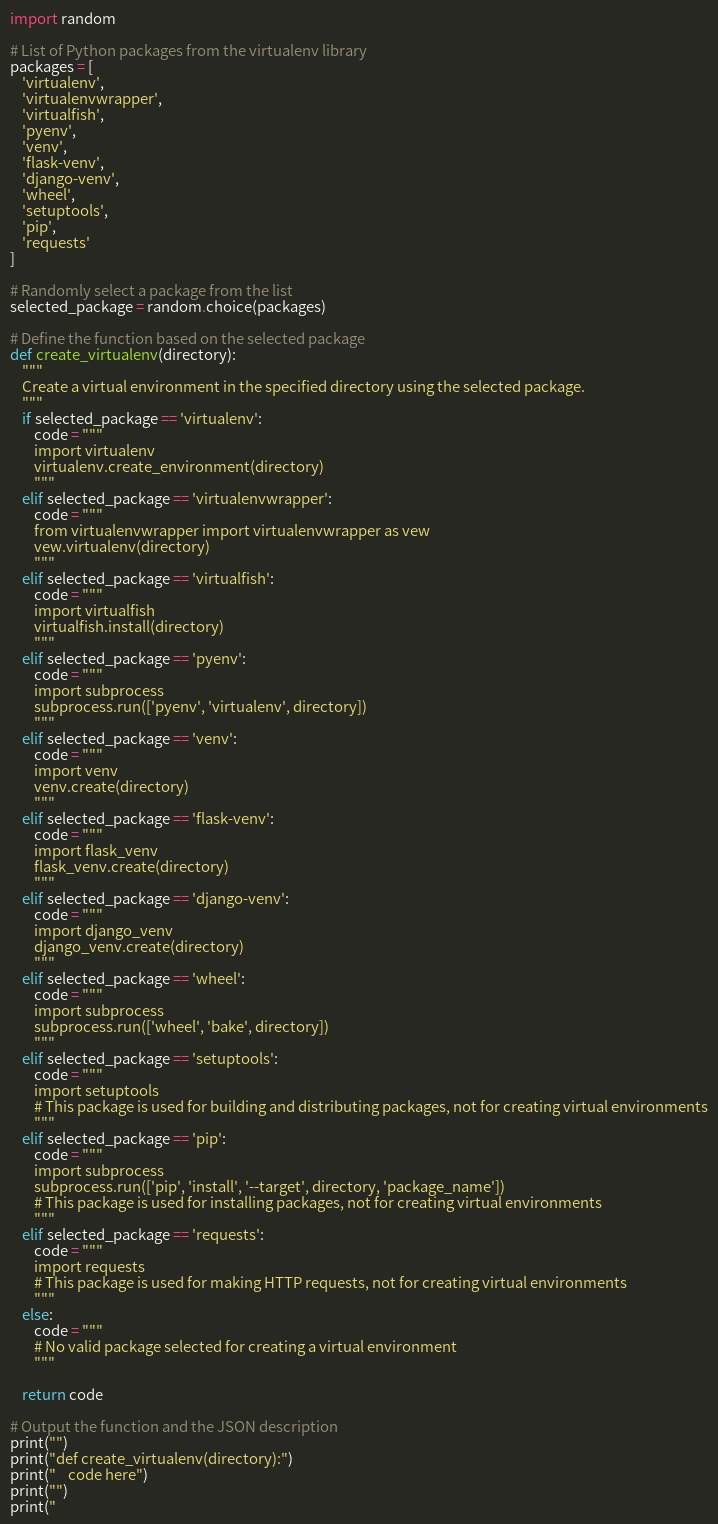 import random

# List of Python packages from the virtualenv library
packages = [
    'virtualenv',
    'virtualenvwrapper',
    'virtualfish',
    'pyenv',
    'venv',
    'flask-venv',
    'django-venv',
    'wheel',
    'setuptools',
    'pip',
    'requests'
]

# Randomly select a package from the list
selected_package = random.choice(packages)

# Define the function based on the selected package
def create_virtualenv(directory):
    """
    Create a virtual environment in the specified directory using the selected package.
    """
    if selected_package == 'virtualenv':
        code = """
        import virtualenv
        virtualenv.create_environment(directory)
        """
    elif selected_package == 'virtualenvwrapper':
        code = """
        from virtualenvwrapper import virtualenvwrapper as vew
        vew.virtualenv(directory)
        """
    elif selected_package == 'virtualfish':
        code = """
        import virtualfish
        virtualfish.install(directory)
        """
    elif selected_package == 'pyenv':
        code = """
        import subprocess
        subprocess.run(['pyenv', 'virtualenv', directory])
        """
    elif selected_package == 'venv':
        code = """
        import venv
        venv.create(directory)
        """
    elif selected_package == 'flask-venv':
        code = """
        import flask_venv
        flask_venv.create(directory)
        """
    elif selected_package == 'django-venv':
        code = """
        import django_venv
        django_venv.create(directory)
        """
    elif selected_package == 'wheel':
        code = """
        import subprocess
        subprocess.run(['wheel', 'bake', directory])
        """
    elif selected_package == 'setuptools':
        code = """
        import setuptools
        # This package is used for building and distributing packages, not for creating virtual environments
        """
    elif selected_package == 'pip':
        code = """
        import subprocess
        subprocess.run(['pip', 'install', '--target', directory, 'package_name'])
        # This package is used for installing packages, not for creating virtual environments
        """
    elif selected_package == 'requests':
        code = """
        import requests
        # This package is used for making HTTP requests, not for creating virtual environments
        """
    else:
        code = """
        # No valid package selected for creating a virtual environment
        """

    return code

# Output the function and the JSON description
print("")
print("def create_virtualenv(directory):")
print("    code here")
print("")
print("